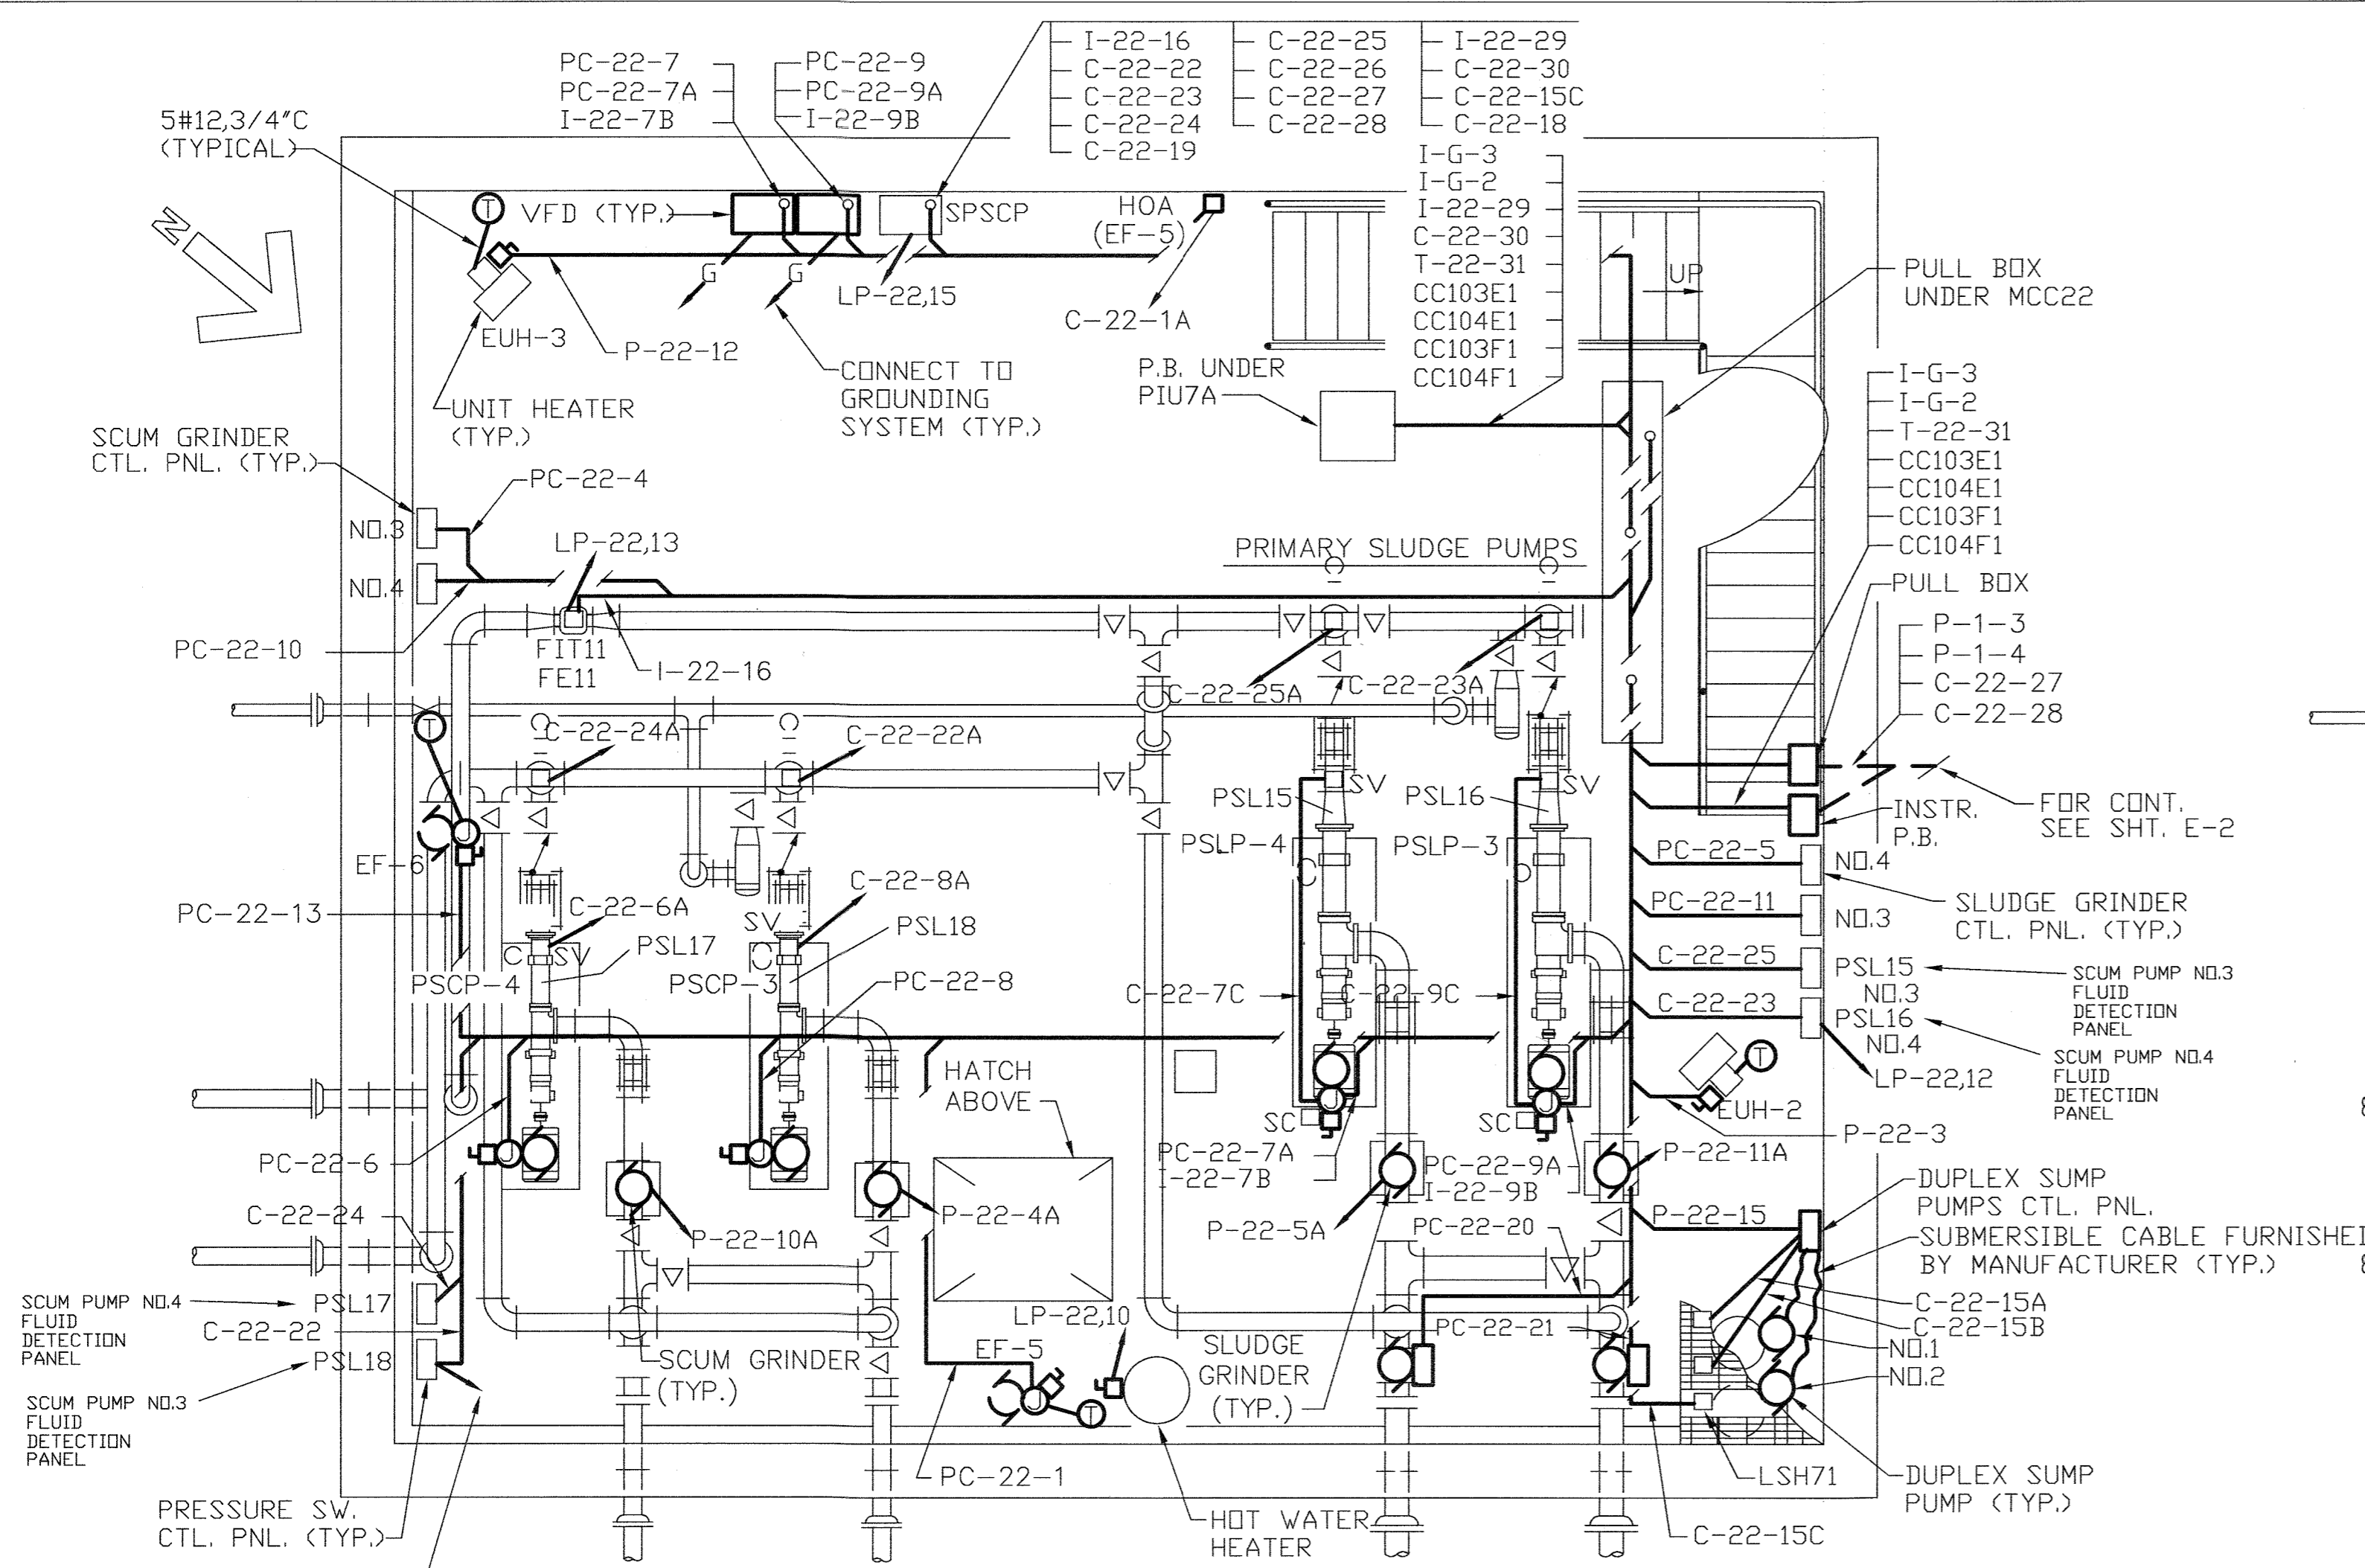 PC-22-7
PC-22-7A
I-22-7B
PC-22-9
PC-22-9A
I-22-9B
I-22-16
C-22-22
C-22-23
C-22-24
C-22-19
C-22-25
C-22-26
C-22-27
C-22-28
I-22-29
C-22-30
C-22-15C
C-22-18
5#12,3/4"C
(TYPICAL)
N
T
VFD (TYP.)
SPSCP
HOA
(EF-5)
I-G-3
I-G-2
I-22-29
C-22-30
T-22-31
CC103E1
CC104E1
CC103F1
CC104F1
UP
PULL BOX
UNDER MCC22
G
G
LP-22,15
C-22-1A
EUH-3
P-22-12
CONNECT TO
GROUNDING
SYSTEM (TYP.)
P.B. UNDER
PIU7A
UNIT HEATER
(TYP.)
SCUM GRINDER
CTL. PNL. (TYP.)
PC-22-4
NO.3
NO.4
LP-22,13
PRIMARY SLUDGE PUMPS
I-G-3
I-G-2
T-22-31
CC103E1
CC104E1
CC103F1
CC104F1
PULL BOX
P-1-3
P-1-4
C-22-27
C-22-28
PC-22-10
FIT11
FE11
I-22-16
C-22-25A
C-22-23A
T
C-22-24A
C-22-22A
SV
SV
PSL15
PSL16
PSLP-4
PSLP-3
INSTR.
P.B.
FOR CONT.
SEE SHT. E-2
EF-6
PC-22-5
NO.4
PC-22-11
NO.3
SLUDGE GRINDER
CTL. PNL. (TYP.)
PC-22-13
C-22-6A
C-22-8A
SV
SV
PSL17
PSL18
PSCP-4
PSCP-3
PC-22-8
C-22-7C
C-22-9C
C-22-25
PSL15
NO.3
SCUM PUMP NO.3
FLUID
DETECTION
PANEL
C-22-23
PSL16
NO.4
SCUM PUMP NO.4
FLUID
DETECTION
PANEL
LP-22,12
T
EUH-2
P-22-3
HATCH
ABOVE
SC
SC
PC-22-6
PC-22-7A
I-22-7B
PC-22-9A
I-22-9B
P-22-11A
C-22-24
P-22-10A
P-22-4A
P-22-5A
PC-22-20
P-22-15
DUPLEX SUMP
PUMPS CTL. PNL.
SUBMERSIBLE CABLE FURNISHED
BY MANUFACTURER (TYP.)
SCUM PUMP NO.4
FLUID
DETECTION
PANEL
PSL17
C-22-22
PSL18
SCUM PUMP NO.3
FLUID
DETECTION
PANEL
LP-22,10
EF-5
T
SCUM GRINDER
(TYP.)
SLUDGE
GRINDER
(TYP.)
PC-22-21
C-22-15A
C-22-15B
NO.1
NO.2
PRESSURE SW.
CTL. PNL. (TYP.)
PC-22-1
HOT WATER
HEATER
LSH71
C-22-15C
DUPLEX SUMP
PUMP (TYP.)